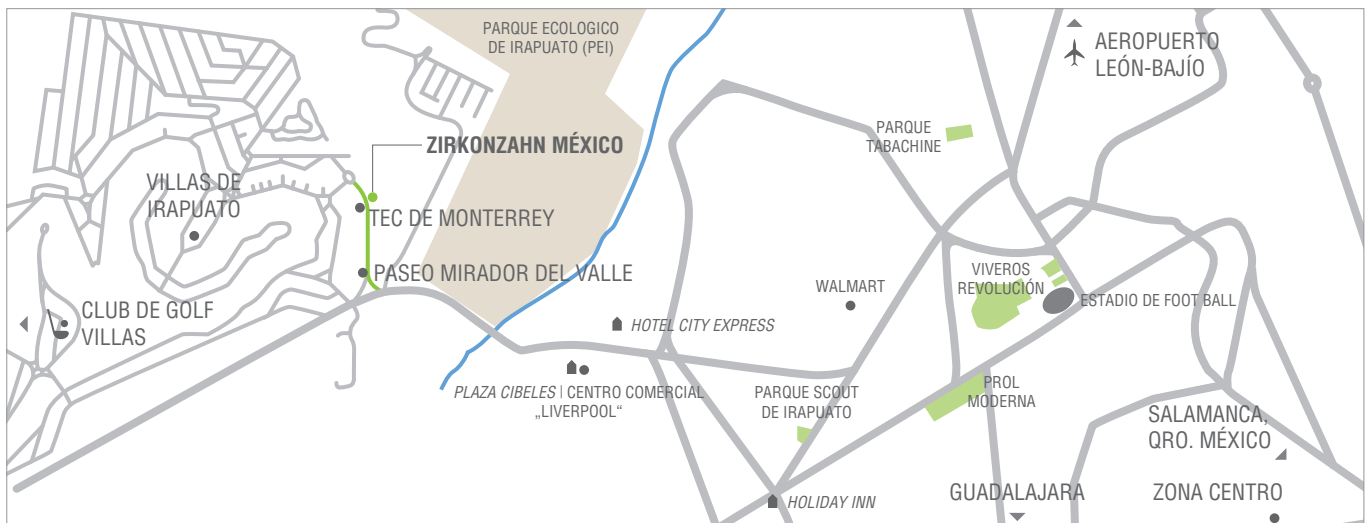 PARQUE ECOLOGICO
DE IRAPUATO (PEI)
AEROPUERTO
LEÓN-BAJÍO
PARQUE
TABACHINE
ZIRKONZAHN MÉXICO
VILLAS DE
IRAPUATO
TEC DE MONTERREY
PASEO MIRADOR DEL VALLE
VIVEROS
REVOLUCIÓN
WALMART
ESTADIO DE FOOT BALL
CLUB DE GOLF
VILLAS
HOTEL CITY EXPRESS
PLAZA CIBELES | CENTRO COMERCIAL
„LIVERPOOL“
PARQUE SCOUT
DE IRAPUATO
PROL
MODERNA
SALAMANCA,
QRO. MÉXICO
HOLIDAY INN
GUADALAJARA
ZONA CENTRO